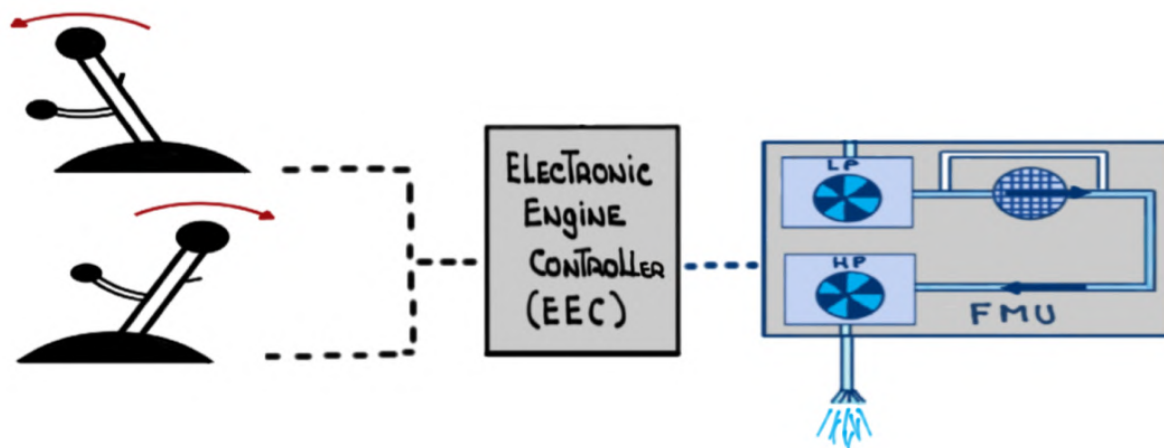 ELECTRONIC
ENGINE
CONTROLLER
(EEC)
LP
HP
FMU